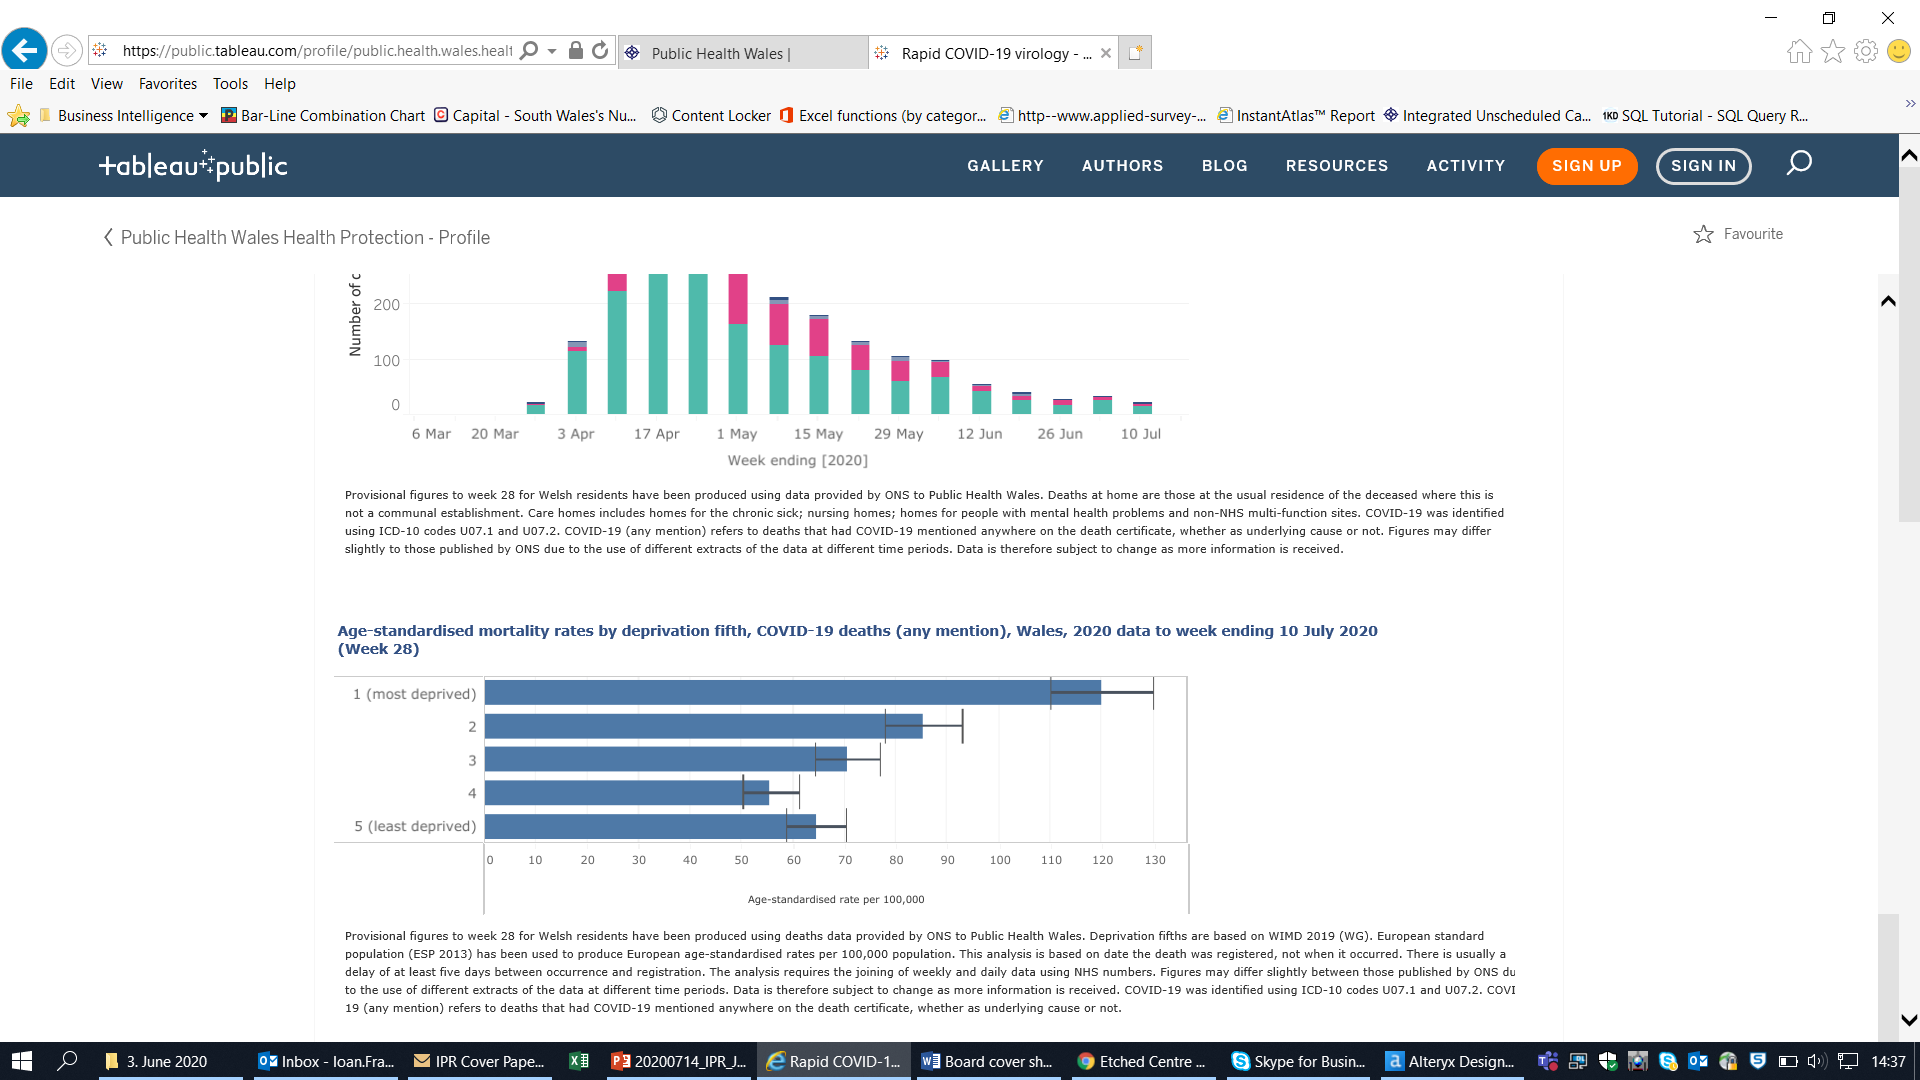 https://public.tableau.com/profile/public.health.wales.healt
Public Health Wales |
Rapid COVID-19 virology - ...
File Edit View Favorites Tools Help
Business Intelligence
Bar-Line Combination Chart
Capital - South Wales's Nu...
Content Locker
Excel functions (by categor...
http--www.applied-survey-...
InstantAtlas™ Report
Integrated Unscheduled Ca...
1KD SQL Tutorial - SQL Query R...
+ableau public
GALLERY AUTHORS BLOG RESOURCES ACTIVITY SIGN UP SIGN IN
Public Health Wales Health Protection - Profile
Favourite
Number of
200
100
0
6 Mar 20 Mar 3 Apr 17 Apr 1 May 15 May 29 May 12 Jun 26 Jun 10 Jul
Week ending [2020]
Provisional figures to week 28 for Welsh residents have been produced using data provided by ONS to Public Health Wales. Deaths at home are those at the usual residence of the deceased where this is
not a communal establishment. Care homes includes homes for the chronic sick; nursing homes; homes for people with mental health problems and non-NHS multi-function sites. COVID-19 was identified
using ICD-10 codes U07.1 and U07.2. COVID-19 (any mention) refers to deaths that had COVID-19 mentioned anywhere on the death certificate, whether as underlying cause or not. Figures may differ
slightly to those published by ONS due to the use of different extracts of the data at different time periods. Data is therefore subject to change as more information is received.
Age-standardised mortality rates by deprivation fifth, COVID-19 deaths (any mention), Wales, 2020 data to week ending 10 July 2020
(Week 28)
1 (most deprived)
2
3
4
5 (least deprived)
0 10 20 30 40 50 60 70 80 90 100 110 120 130
Age-standardised rate per 100,000
Provisional figures to week 28 for Welsh residents have been produced using deaths data provided by ONS to Public Health Wales. Deprivation fifths are based on WIMD 2019 (WG). European standard
population (ESP 2013) has been used to produce European age-standardised rates per 100,000 population. This analysis is based on date the death was registered, not when it occurred. There is usually a
delay of at least five days between occurrence and registration. The analysis requires the joining of weekly and daily data using NHS numbers. Figures may differ slightly between those published by ONS du
to the use of different extracts of the data at different time periods. Data is therefore subject to change as more information is received. COVID-19 was identified using ICD-10 codes U07.1 and U07.2. COVI
19 (any mention) refers to deaths that had COVID-19 mentioned anywhere on the death certificate, whether as underlying cause or not.
3. June 2020
Inbox - Ioan.Fra...
IPR Cover Pape...
20200714_IPR_J...
Rapid COVID-1...
Board cover sh...
Etched Centre ...
Skype for Busin...
Alteryx Design...
14:37